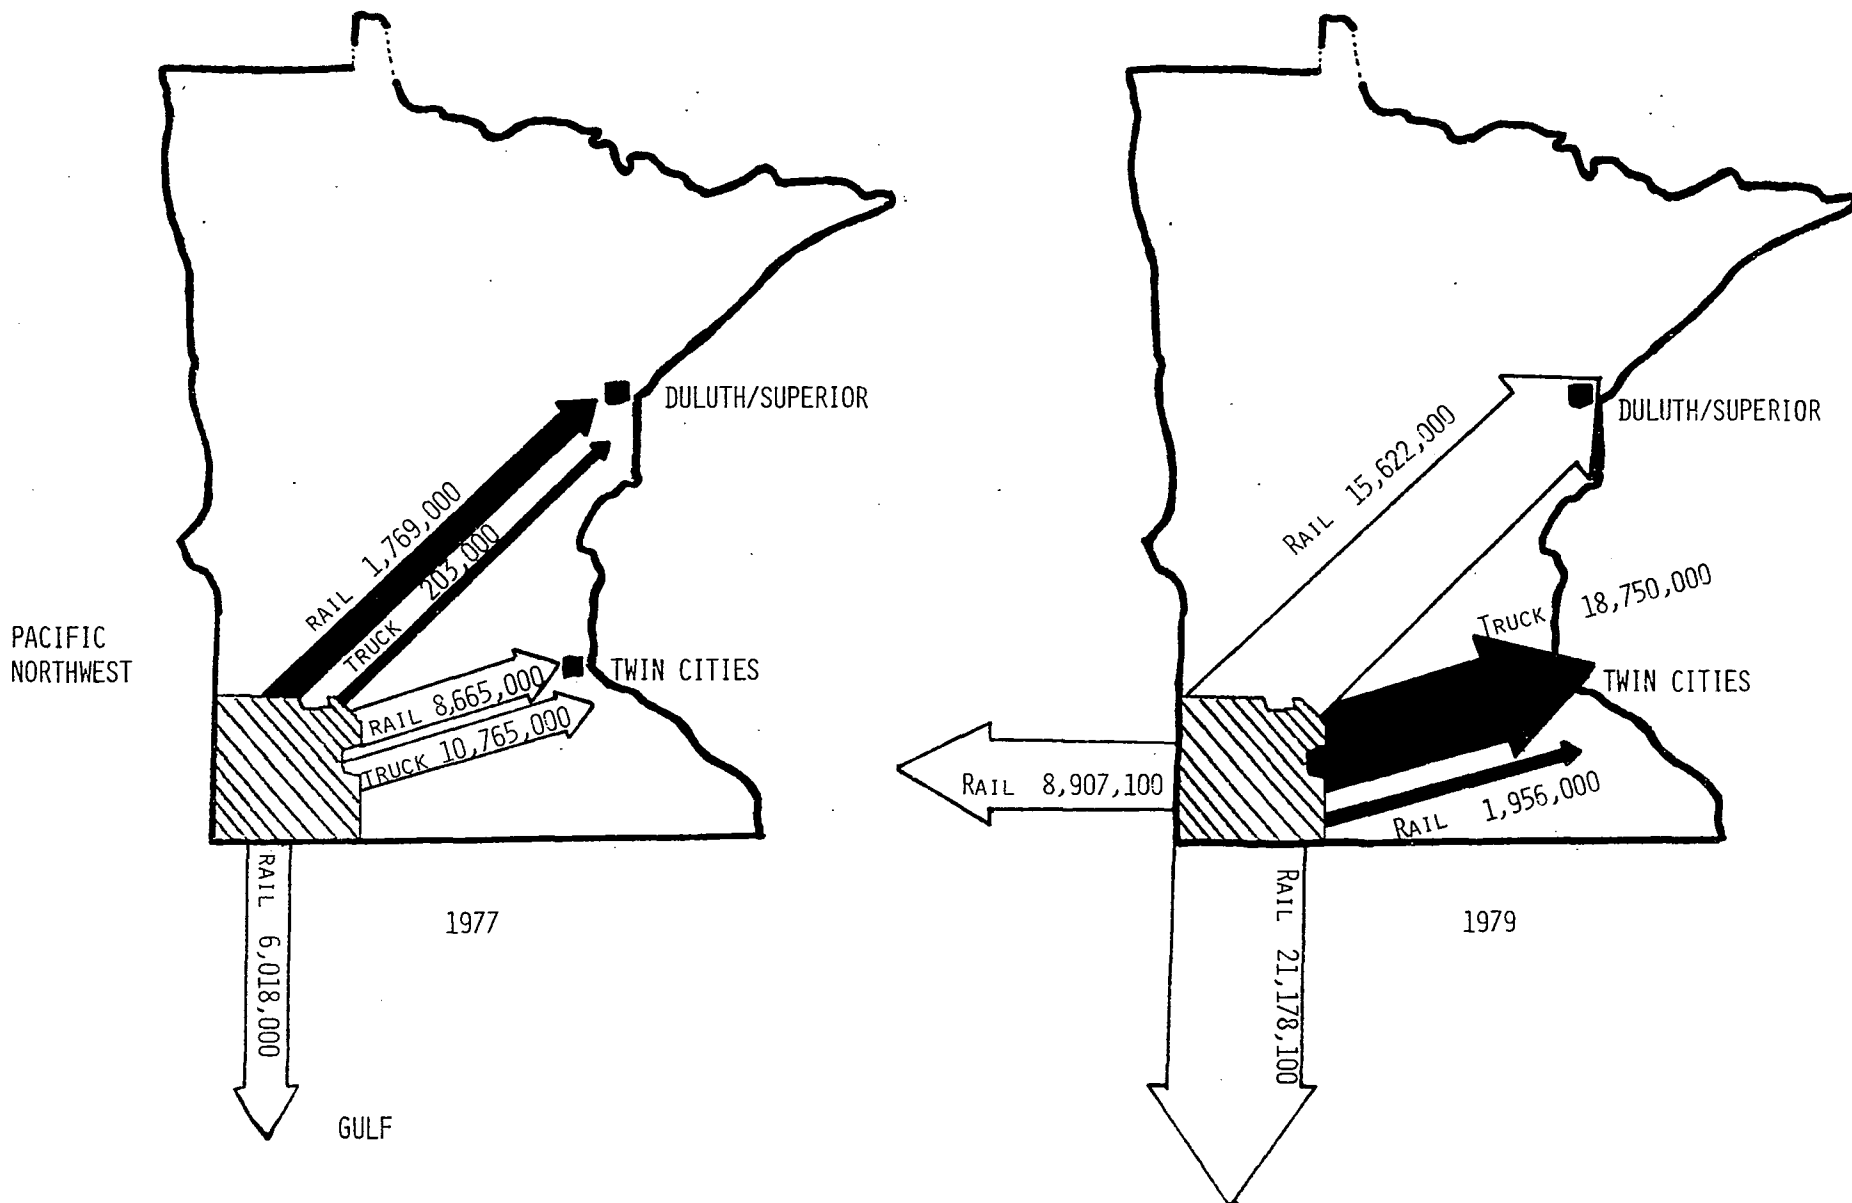 DULUTH/SUPERIOR
RAIL 1,769,000
TRUCK 203,000
PACIFIC
NORTHWEST
TWIN CITIES
RAIL 8,665,000
TRUCK 10,765,000
RAIL 6,018,000
1977
GULF
DULUTH/SUPERIOR
RAIL 15,622,000
TRUCK 18,750,000
TWIN CITIES
RAIL 8,907,100
RAIL 1,956,000
RAIL 21,178,100
1979